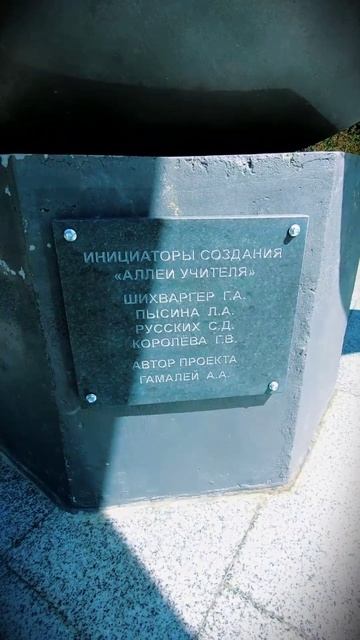 ИНИЦИАТОРЫ СОЗДАНИЯ
«АЛЛЕИ УЧИТЕЛЯ»
ШИХВАРГЕР Г.А.
ПЫСИНА Л.А.
РУССКИХ С.Д.
КОРОЛЁВА Г.В.
АВТОР ПРОЕКТА
ГАМАЛЕЙ А.А.